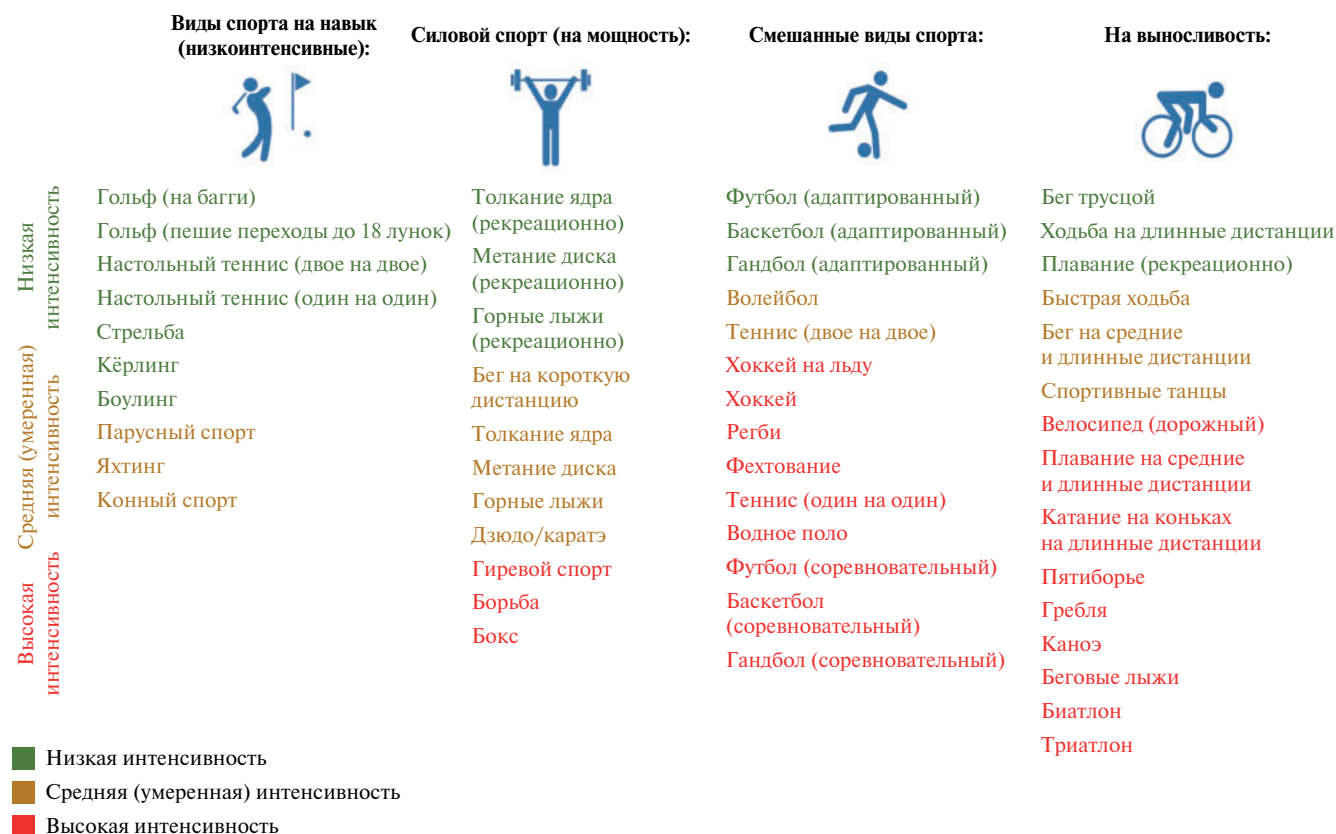 Виды спорта на навык
(низкоинтенсивные):
Силовой спорт (на мощность):
Смешанные виды спорта:
На выносливость:
Низкая
интенсивность
Средняя (умеренная)
интенсивность
Высокая
интенсивность
Гольф (на багги)
Гольф (пешие переходы до 18 лунок)
Настольный теннис (двое на двое)
Настольный теннис (один на один)
Стрельба
Кёрлинг
Боулинг
Парусный спорт
Яхтинг
Конный спорт
Толкание ядра
(рекреационно)
Метание диска
(рекреационно)
Горные лыжи
(рекреационно)
Бег на короткую
дистанцию
Толкание ядра
Метание диска
Горные лыжи
Дзюдо/каратэ
Гиревой спорт
Борьба
Бокс
Футбол (адаптированный)
Баскетбол (адаптированный)
Гандбол (адаптированный)
Волейбол
Теннис (двое на двое)
Хоккей на льду
Хоккей
Регби
Фехтование
Теннис (один на один)
Водное поло
Футбол (соревновательный)
Баскетбол
(соревновательный)
Гандбол (соревновательный)
Бег трусцой
Ходьба на длинные дистанции
Плавание (рекреационно)
Быстрая ходьба
Бег на средние
и длинные дистанции
Спортивные танцы
Велосипед (дорожный)
Плавание на средние
и длинные дистанции
Катание на коньках
на длинные дистанции
Пятиборье
Гребля
Каноэ
Беговые лыжи
Биатлон
Триатлон
Низкая интенсивность
Средняя (умеренная) интенсивность
Высокая интенсивность